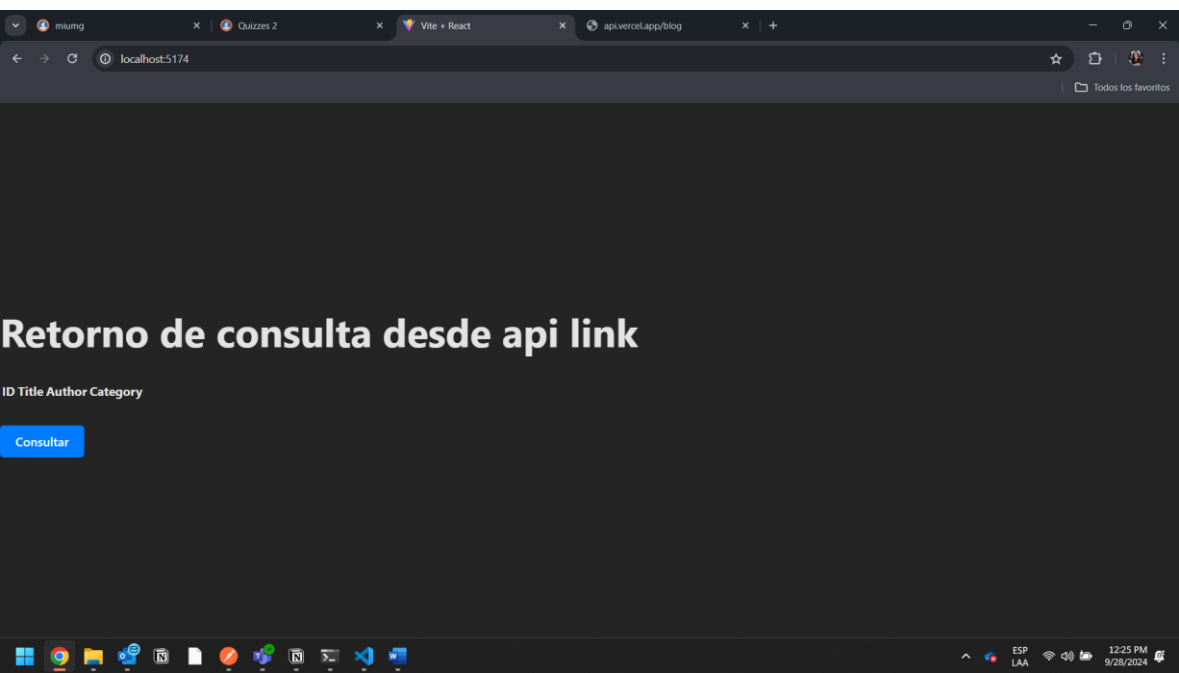 miumg
Quizzes 2
Vite + React
api.vercel.app/blog
localhost:5174
Todos los favoritos
Retorno de consulta desde api link
ID Title Author Category
Consultar
ESP
LAA
12:25 PM
9/28/2024